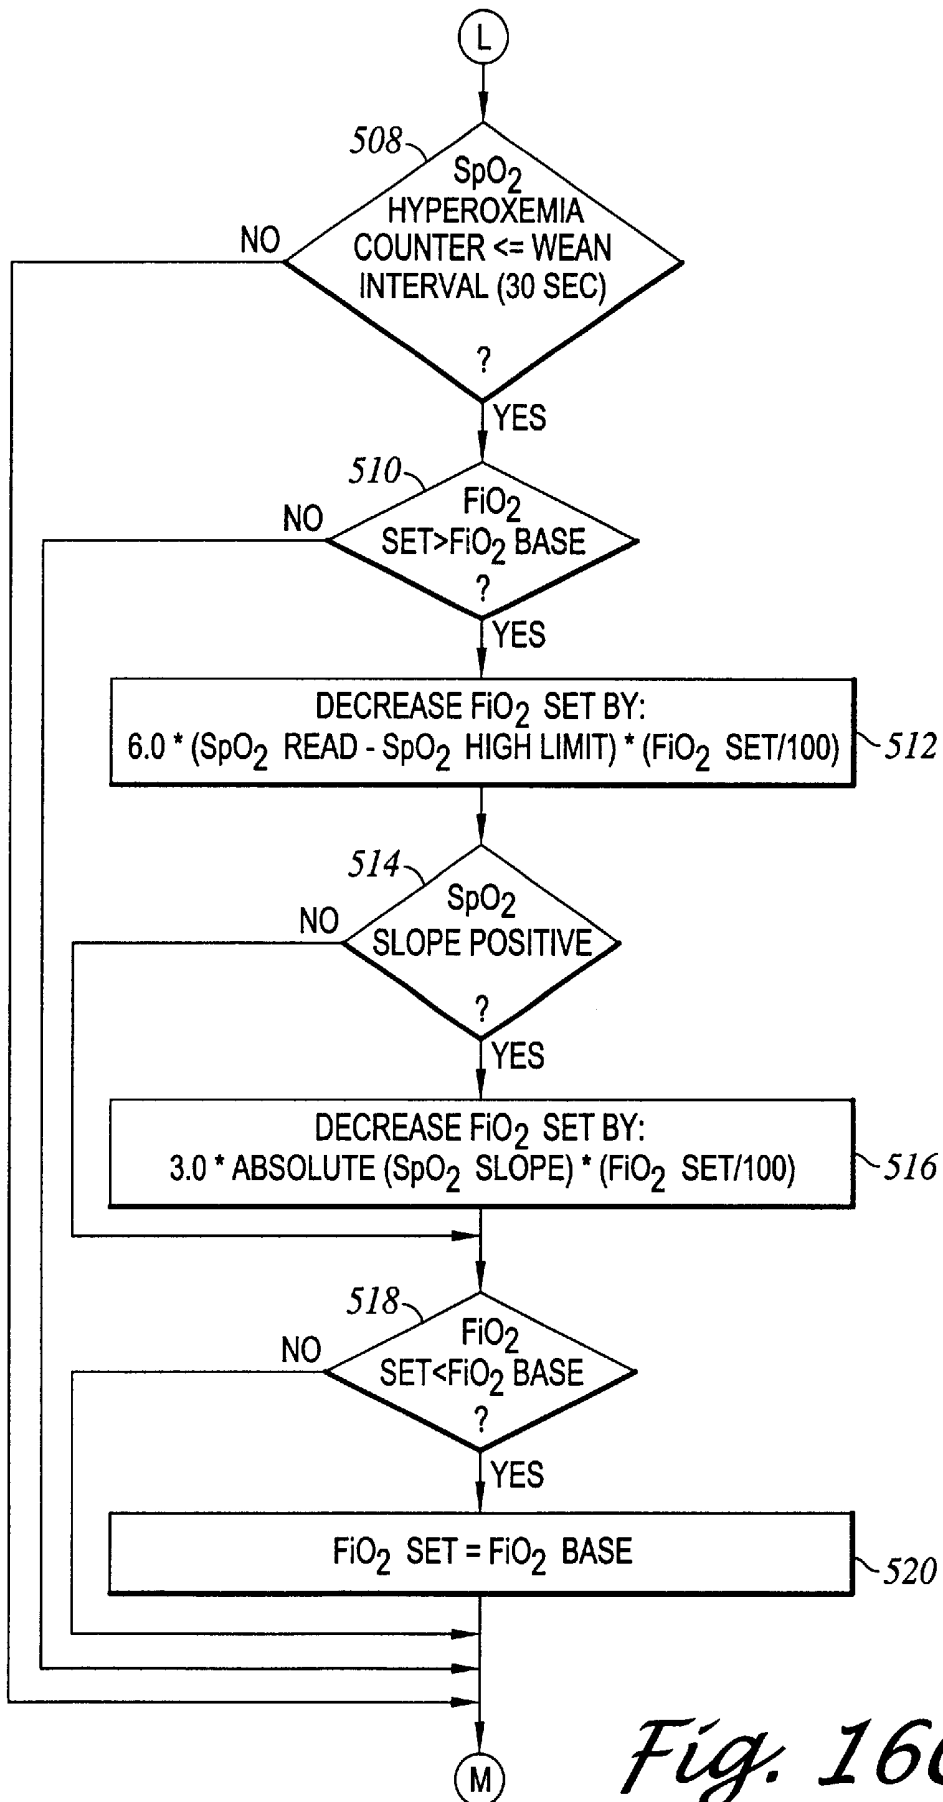 L
508
SpO2
HYPEROXEMIA
COUNTER <= WEAN
INTERVAL (30 SEC)
?
NO
YES
510
FiO2
SET>FiO2 BASE
?
NO
YES
DECREASE FiO2 SET BY:
6.0 * (SpO2 READ - SpO2 HIGH LIMIT) * (FiO2 SET/100)
512
514
SpO2
SLOPE POSITIVE
?
NO
YES
DECREASE FiO2 SET BY:
3.0 * ABSOLUTE (SpO2 SLOPE) * (FiO2 SET/100)
516
518
FiO2
SET<FiO2 BASE
?
NO
YES
FiO2 SET = FiO2 BASE
520
M
Fig.